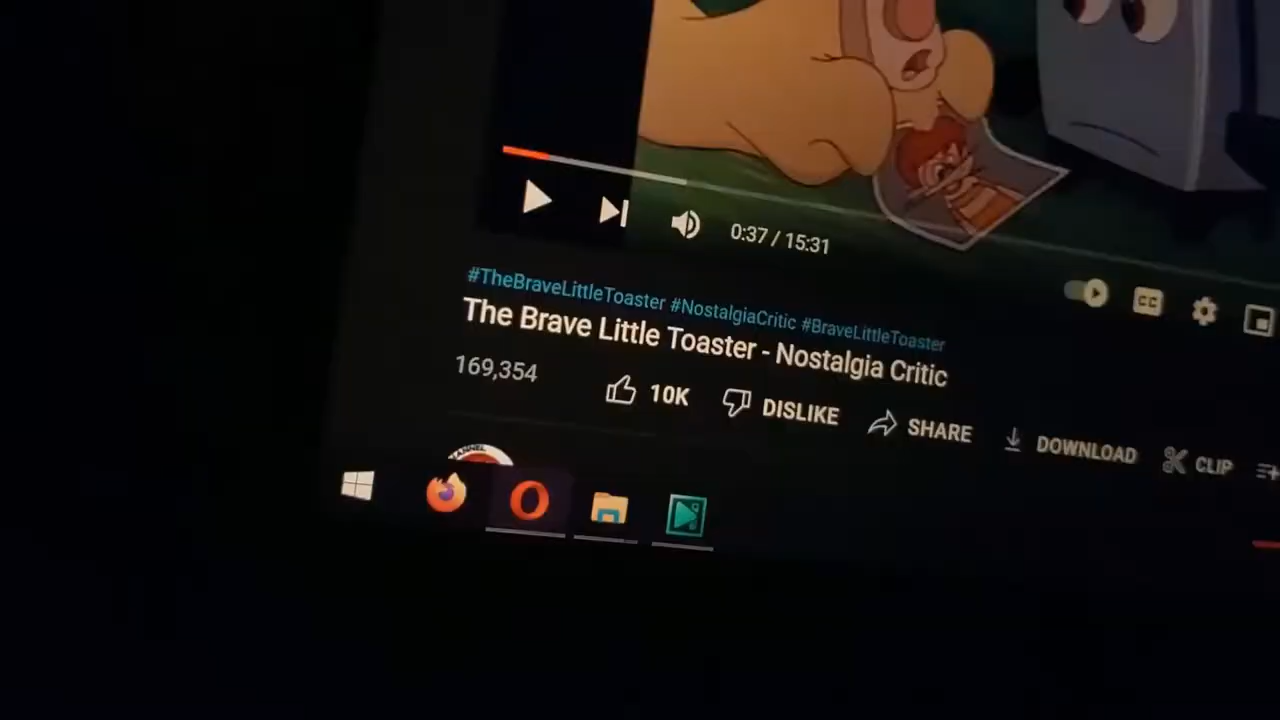 0:37 / 15:31
CC
#TheBraveLittleToaster #NostalgiaCritic #BraveLittleToaster
The Brave Little Toaster - Nostalgia Critic
169,354 10K DISLIKE SHARE DOWNLOAD CLIP